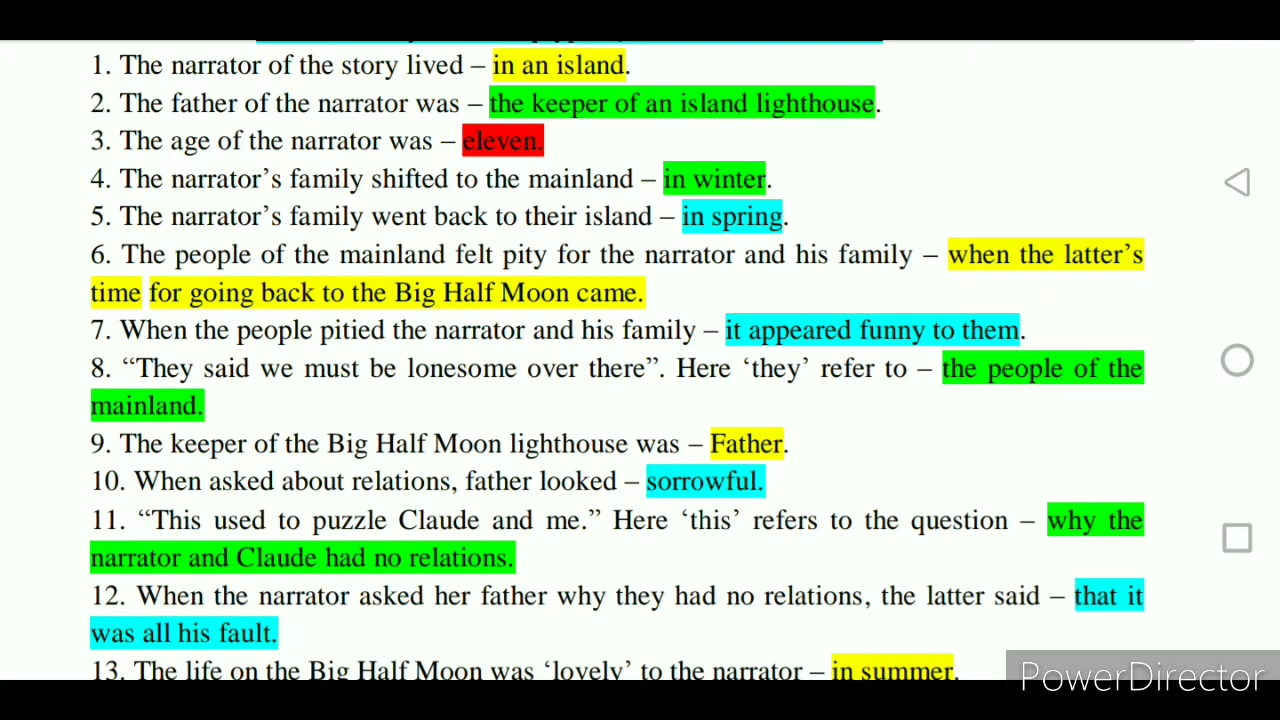 1. The narrator of the story lived – in an island.
2. The father of the narrator was – the keeper of an island lighthouse.
3. The age of the narrator was – eleven.
4. The narrator’s family shifted to the mainland – in winter.
5. The narrator’s family went back to their island – in spring.
6. The people of the mainland felt pity for the narrator and his family – when the latter’s
time for going back to the Big Half Moon came.
7. When the people pitied the narrator and his family – it appeared funny to them.
8. “They said we must be lonesome over there”. Here ‘they’ refer to – the people of the
mainland.
9. The keeper of the Big Half Moon lighthouse was – Father.
10. When asked about relations, father looked – sorrowful.
11. “This used to puzzle Claude and me.” Here ‘this’ refers to the question – why the
narrator and Claude had no relations.
12. When the narrator asked her father why they had no relations, the latter said – that it
was all his fault.
13. The life on the Big Half Moon was ‘lovely’ to the narrator – in summer.
PowerDirector